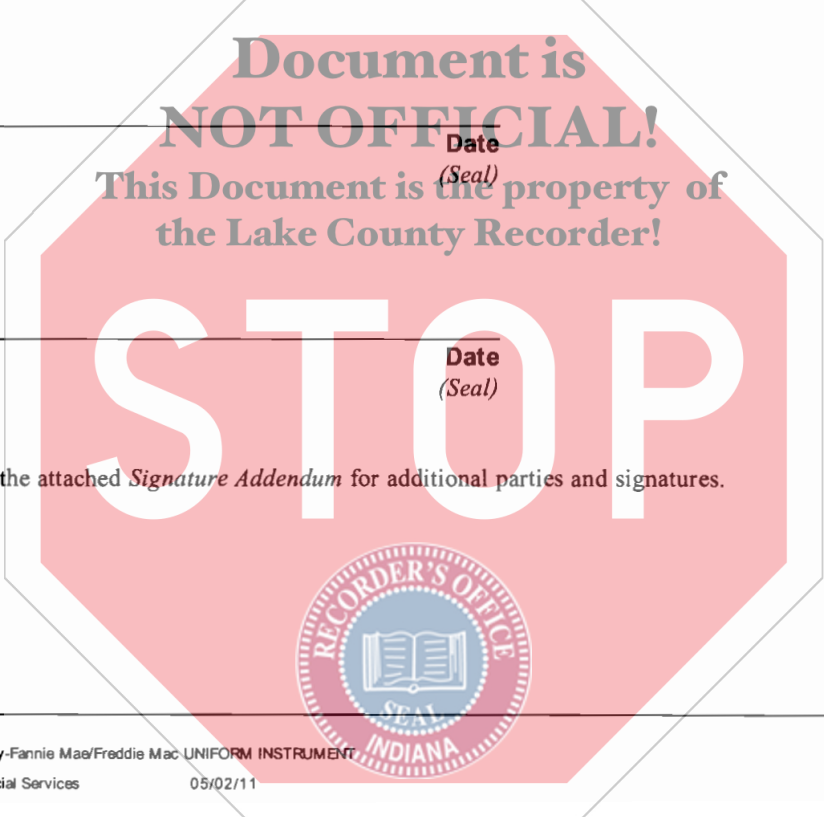 Document is
NOT OFFICIAL!
Date
(Seal)
This Document is the property of
the Lake County Recorder!
STOP
Date
(Seal)
the attached Signature Addendum for additional parties and signatures.
RECORDER'S OFFICE
SEAL
INDIANA
y-Fannie Mae/Freddie Mac UNIFORM INSTRUMENT
cial Services 05/02/11